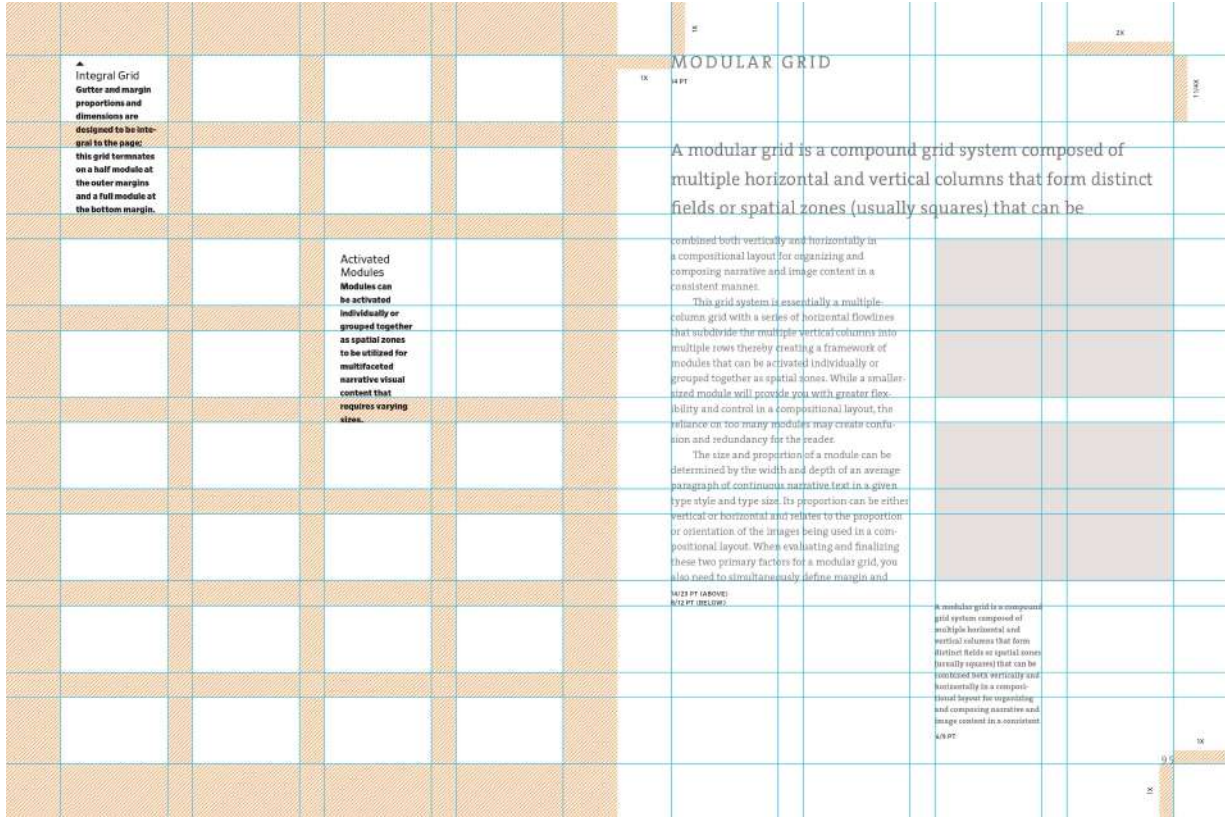 Integral Grid
Gutter and margin
proportions and
dimensions are
designed to be inte-
gral to the page;
this grid termnates
on a half module at
the outer margins
and a full module at
the bottom margin.
Activated
Modules
Modules can
be activated
individually or
grouped together
as spatial zones
to be utilized for
multifaceted
narrative visual
content that
requires varying
sizes.
1X
2X
1X
1 1/4X
MODULAR GRID
14 PT
A modular grid is a compound grid system composed of
multiple horizontal and vertical columns that form distinct
fields or spatial zones (usually squares) that can be
combined both vertically and horizontally in
a compositional layout for organizing and
composing narrative and image content in a
consistent manner.
This grid system is essentially a multiple-
column grid with a series of horizontal flowlines
that subdivide the multiple vertical columns into
multiple rows thereby creating a framework of
modules that can be activated individually or
grouped together as spatial zones. While a smaller-
sized module will provide you with greater flex-
ibility and control in a compositional layout, the
reliance on too many modules may create confu-
sion and redundancy for the reader.
The size and proportion of a module can be
determined by the width and depth of an average
paragraph of continuous narrative text in a given
type style and type size. Its proportion can be either
vertical or horizontal and relates to the proportion
or orientation of the images being used in a com-
positional layout. When evaluating and finalizing
these two primary factors for a modular grid, you
also need to simultaneously define margin and
14/23 PT (ABOVE)
8/12 PT (BELOW)
A modular grid is a compound
grid system composed of
multiple horizontal and
vertical columns that form
distinct fields or spatial zones
(usually squares) that can be
combined both vertically and
horizontally in a composi-
tional layout for organizing
and composing narrative and
image content in a consistent
6/9 PT
1X
95
1X